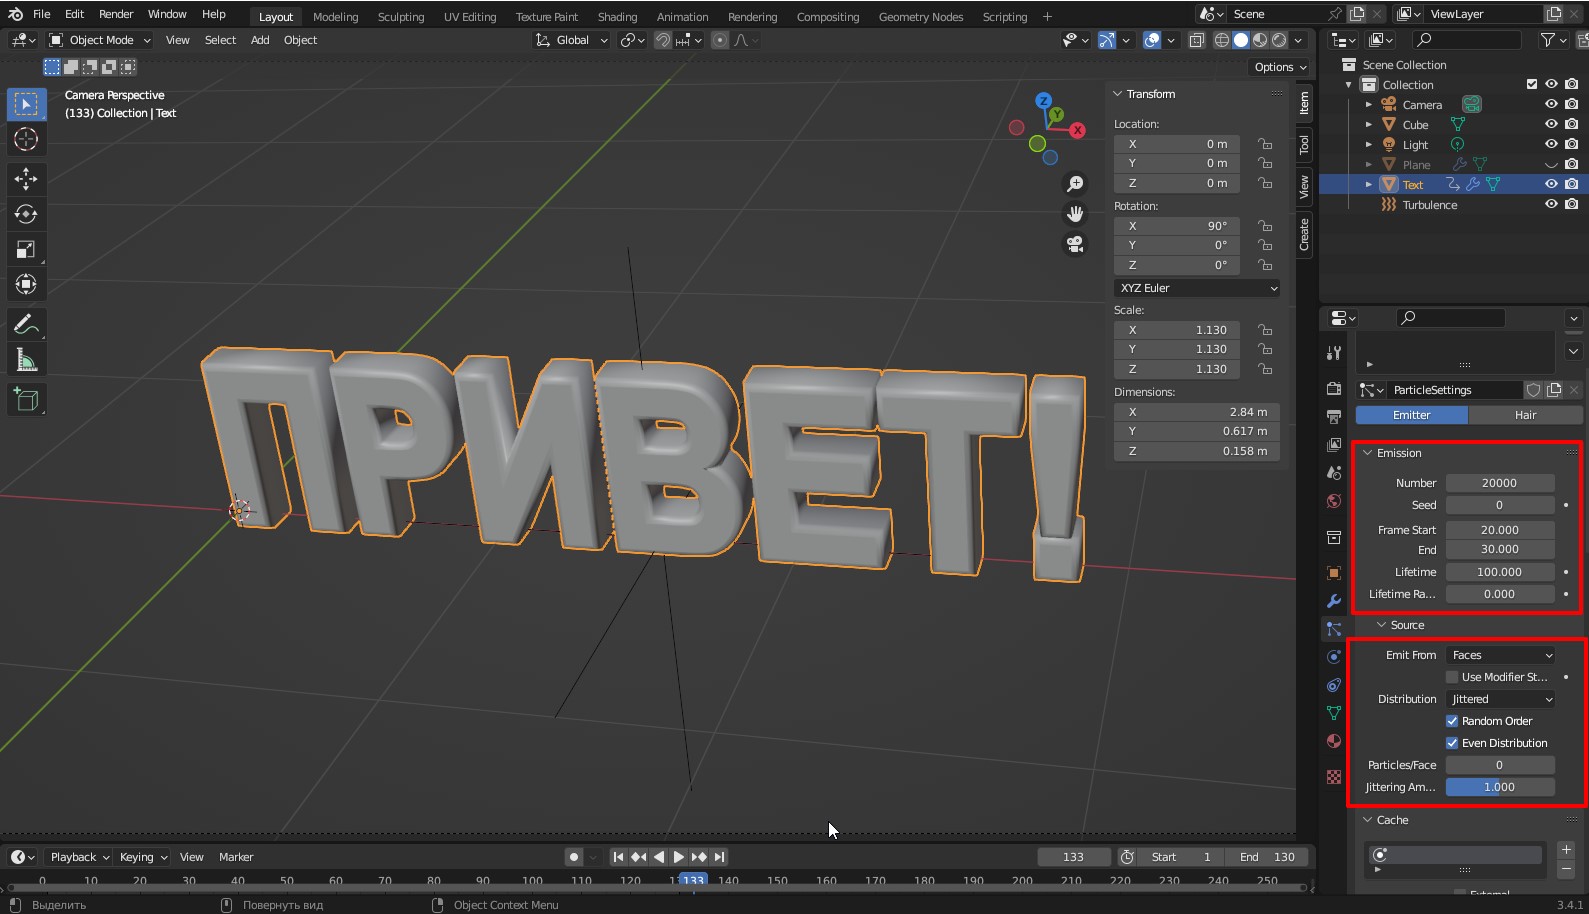 File Edit Render Window Help Layout Modeling Sculpting UV Editing Texture Paint Shading Animation Rendering Compositing Geometry Nodes Scripting + Scene ViewLayer
Object Mode View Select Add Object Global
Options
Camera Perspective
(133) Collection | Text
Z
Y
X
ПРИВЕТ!
Transform
Location:
X 0 m
Y 0 m
Z 0 m
Rotation:
X 90°
Y 0°
Z 0°
XYZ Euler
Scale:
X 1.130
Y 1.130
Z 1.130
Dimensions:
X 2.84 m
Y 0.617 m
Z 0.158 m
Item
Tool
View
Create
Scene Collection
Collection
Camera
Cube
Light
Plane
Text
Turbulence
ParticleSettings
Emitter Hair
Emission
Number 20000
Seed 0
Frame Start 20.000
End 30.000
Lifetime 100.000
Lifetime Ra... 0.000
Source
Emit From Faces
Use Modifier St...
Distribution Jittered
Random Order
Even Distribution
Particles/Face 0
Jittering Am... 1.000
Cache
Playback Keying View Marker 133 Start 1 End 130
0 10 20 30 40 50 60 70 80 90 100 110 120 133 140 150 160 170 180 190 200 210 220 230 240 250
Выделить Повернуть вид Object Context Menu 3.4.1